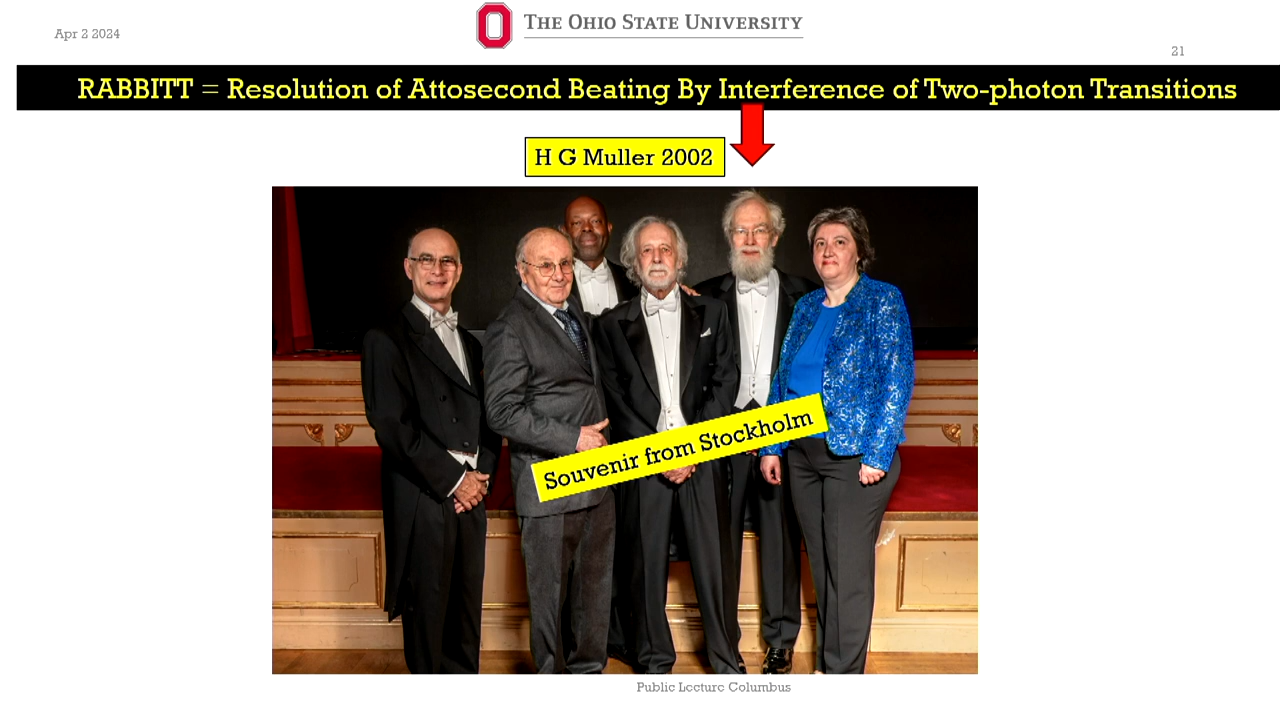 Apr 2 2024
THE OHIO STATE UNIVERSITY
21
RABBITT = Resolution of Attosecond Beating By Interference of Two-photon Transitions
H G Muller 2002
Souvenir from Stockholm
Public Lecture Columbus